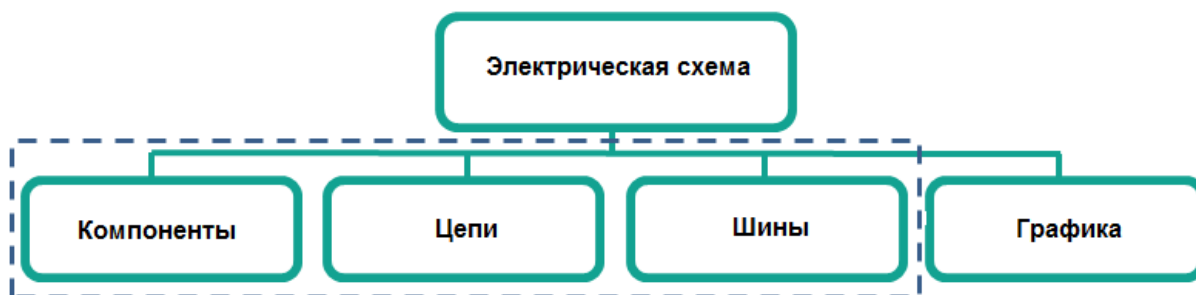 Электрическая схема
Компоненты
Цепи
Шины
Графика